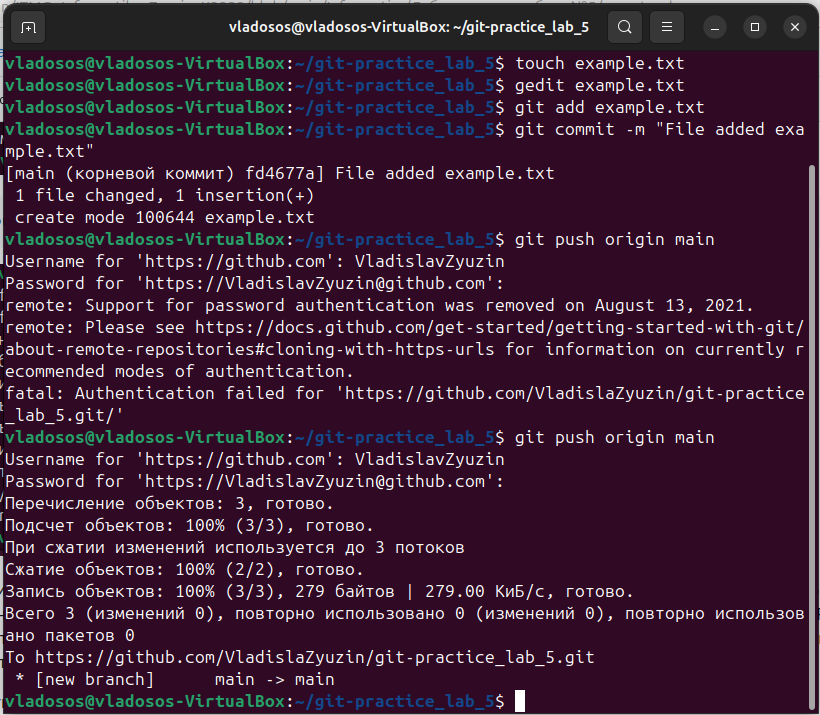 vladosos@vladosos-VirtualBox: ~/git-practice_lab_5
vladosos@vladosos-VirtualBox:~/git-practice_lab_5$ touch example.txt
vladosos@vladosos-VirtualBox:~/git-practice_lab_5$ gedit example.txt
vladosos@vladosos-VirtualBox:~/git-practice_lab_5$ git add example.txt
vladosos@vladosos-VirtualBox:~/git-practice_lab_5$ git commit -m "File added exa
mple.txt"
[main (корневой коммит) fd4677a] File added example.txt
 1 file changed, 1 insertion(+)
 create mode 100644 example.txt
vladosos@vladosos-VirtualBox:~/git-practice_lab_5$ git push origin main
Username for 'https://github.com': VladislavZyuzin
Password for 'https://VladislavZyuzin@github.com':
remote: Support for password authentication was removed on August 13, 2021.
remote: Please see https://docs.github.com/get-started/getting-started-with-git/
about-remote-repositories#cloning-with-https-urls for information on currently r
ecommended modes of authentication.
fatal: Authentication failed for 'https://github.com/VladislaZyuzin/git-practice
_lab_5.git/'
vladosos@vladosos-VirtualBox:~/git-practice_lab_5$ git push origin main
Username for 'https://github.com': VladislavZyuzin
Password for 'https://VladislavZyuzin@github.com':
Перечисление объектов: 3, готово.
Подсчет объектов: 100% (3/3), готово.
При сжатии изменений используется до 3 потоков
Сжатие объектов: 100% (2/2), готово.
Запись объектов: 100% (3/3), 279 байтов | 279.00 КиБ/с, готово.
Всего 3 (изменений 0), повторно использовано 0 (изменений 0), повторно использов
ано пакетов 0
To https://github.com/VladislaZyuzin/git-practice_lab_5.git
 * [new branch]      main -> main
vladosos@vladosos-VirtualBox:~/git-practice_lab_5$